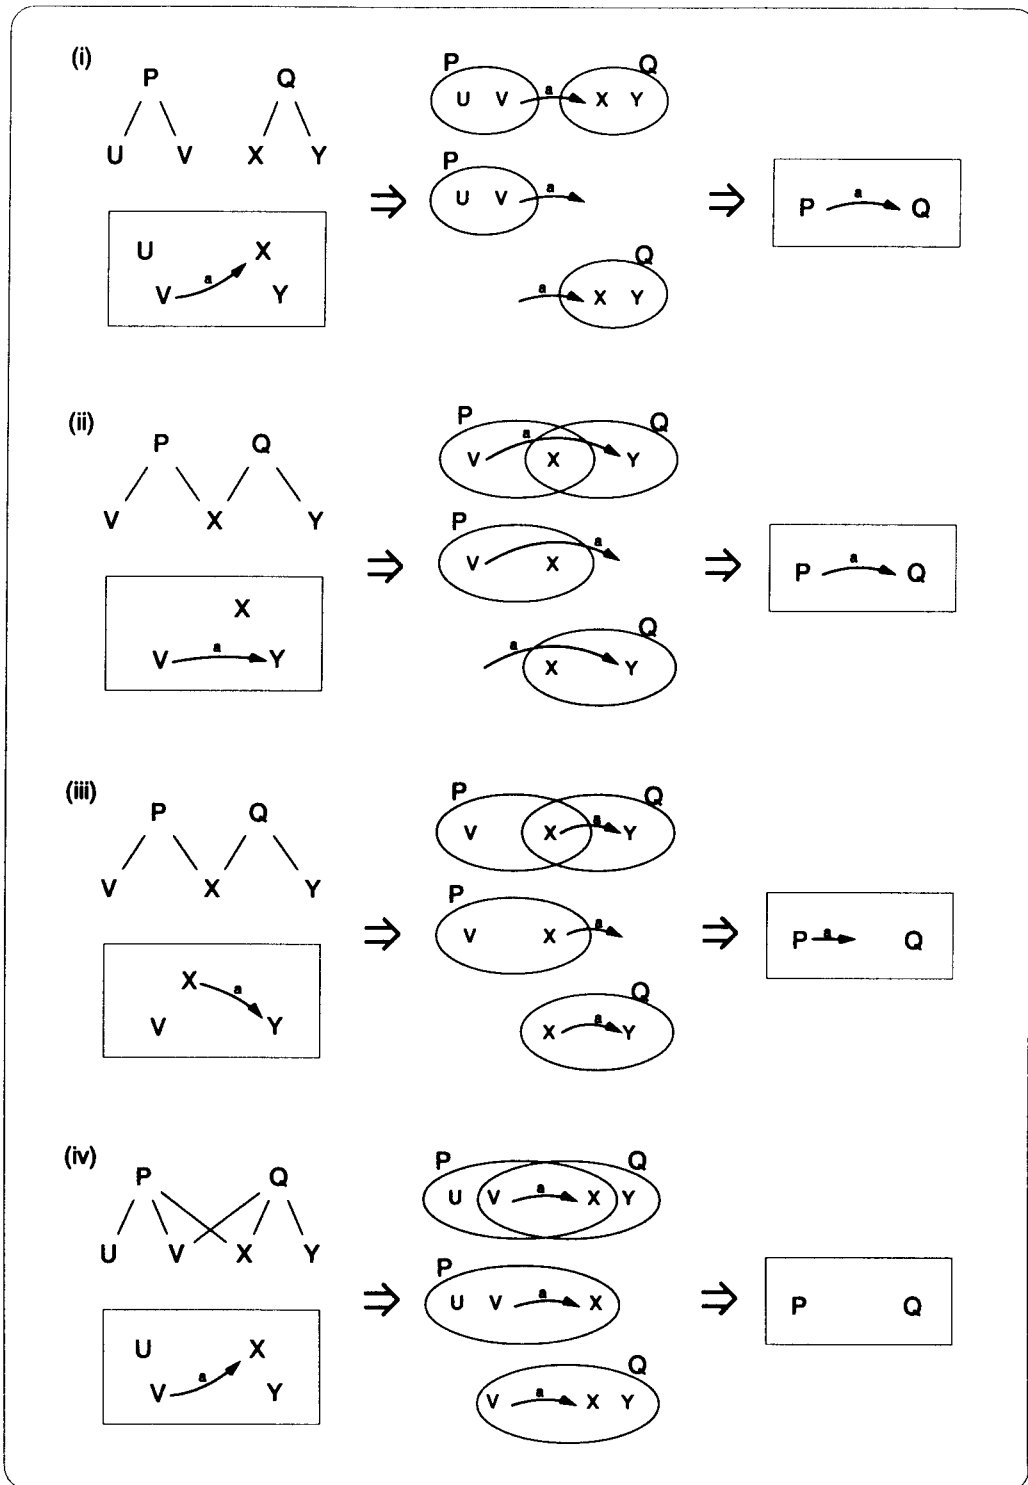 (i)
P Q
U V X Y
U X
a
V Y
P Q
U V a X Y
P
U V a
Q
a X Y
P a Q
(ii)
P Q
V X Y
X
V a Y
P Q
a
V X Y
P
a
V X
Q
a
X Y
P a Q
(iii)
P Q
V X Y
X a
V Y
P Q
V X a Y
P
V X a
Q
X a Y
P a Q
(iv)
P Q
U V X Y
U X
a
V Y
P Q
U V a X Y
P
U V a X
Q
V a X Y
P Q